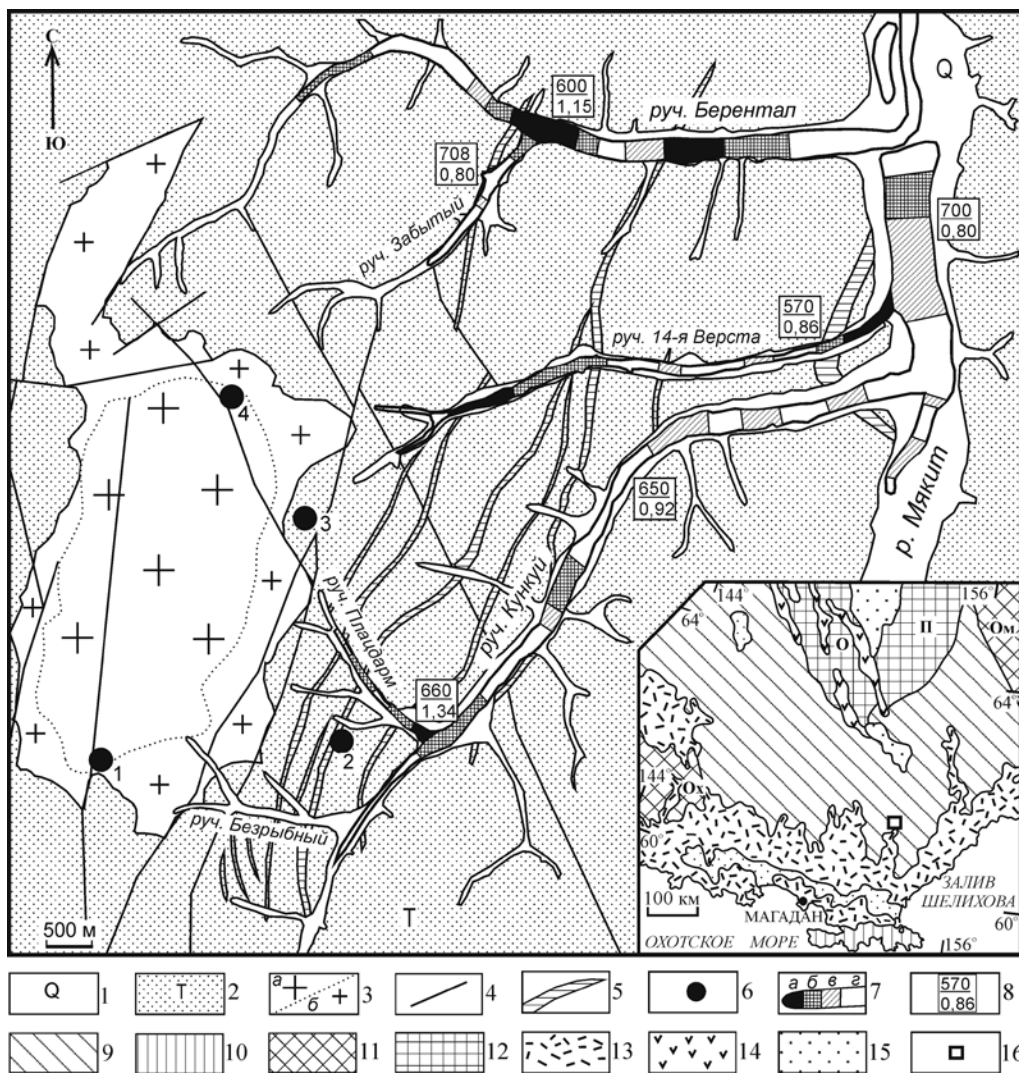 С
Ю
Q
600
1,15
руч. Берентал
708
0,80
руч. Забытый
700
0,80
570
0,86
руч. 14-я Верста
4
3
650
0,92
р. Мякит
руч. Плацдарм
руч. Кункуй
660
1,34
1
2
руч. Безрыбный
Т
500 м
144°
156°
64°
О
П
Ом.
64°
144°
Ох.
60°
100 км
МАГАДАН
ЗАЛИВ
ШЕЛИХОВА
60°
ОХОТСКОЕ МОРЕ
156°
Q 1
Т 2
а б 3
4
5
6
а б в г 7
570
0,86 8
9
10
11
12
13
14
15
16